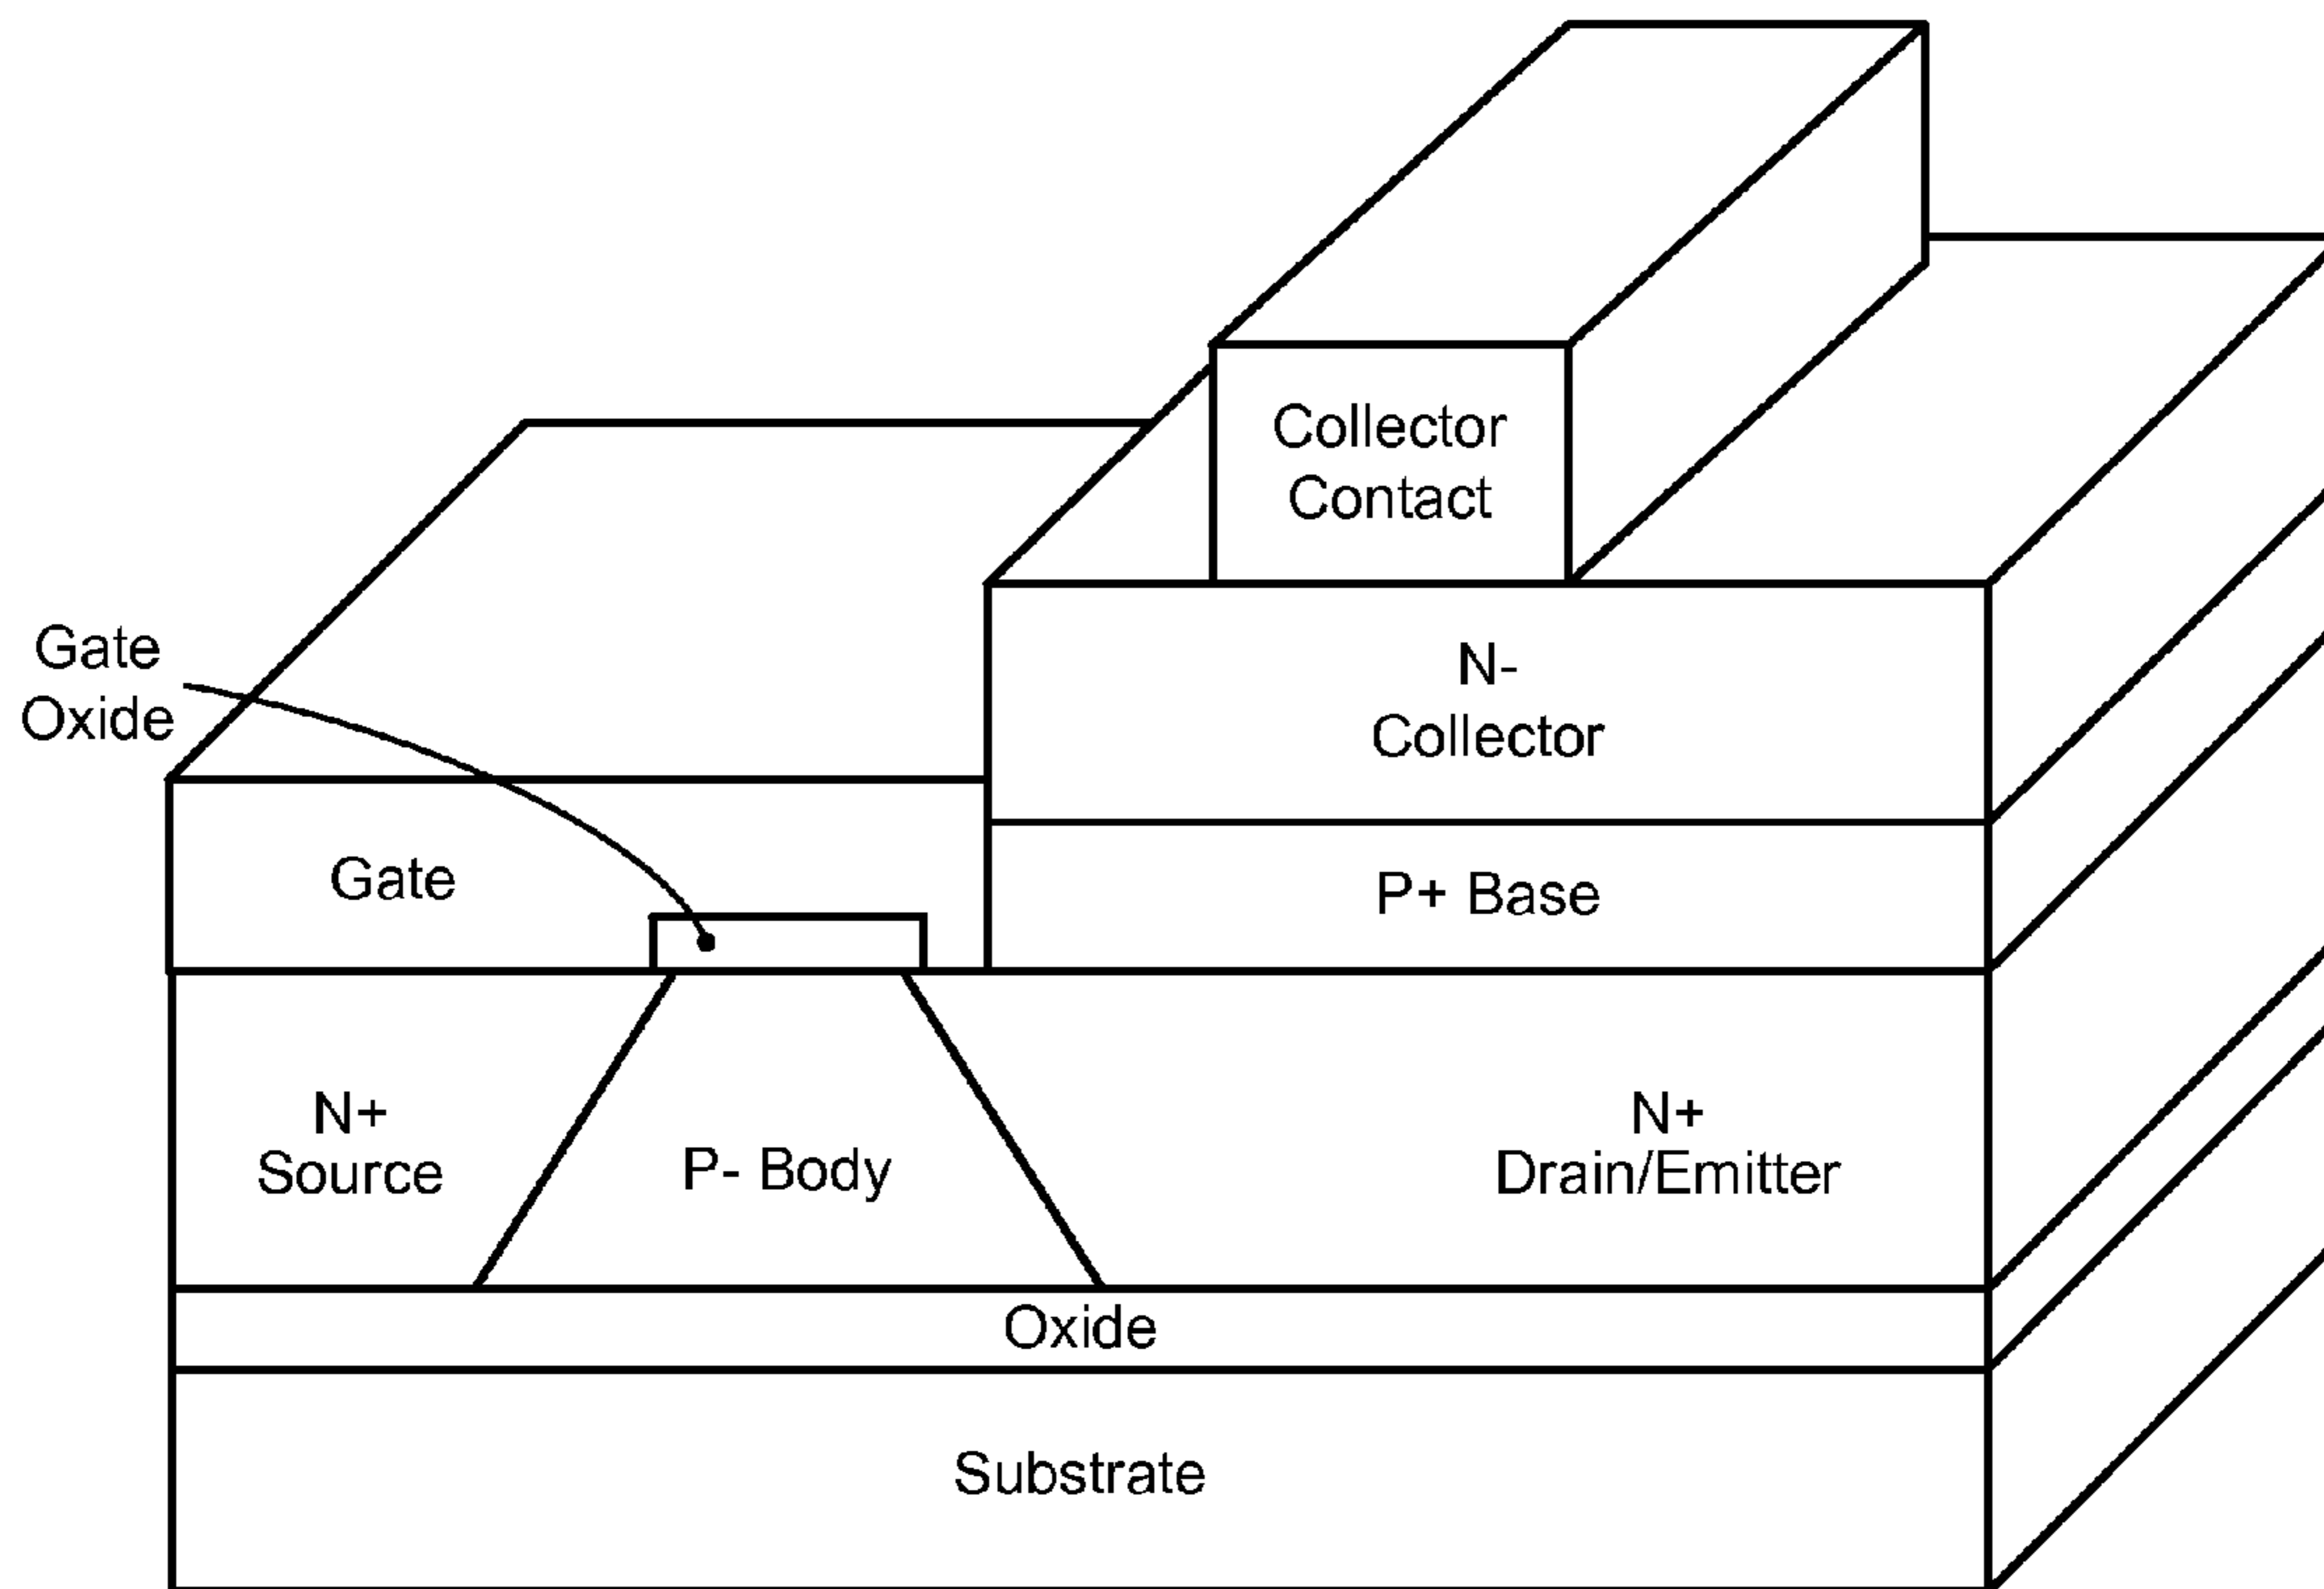 Collector
Contact
Gate
Oxide
N-
Collector
Gate
P+ Base
N+
Source
P- Body
N+
Drain/Emitter
Oxide
Substrate